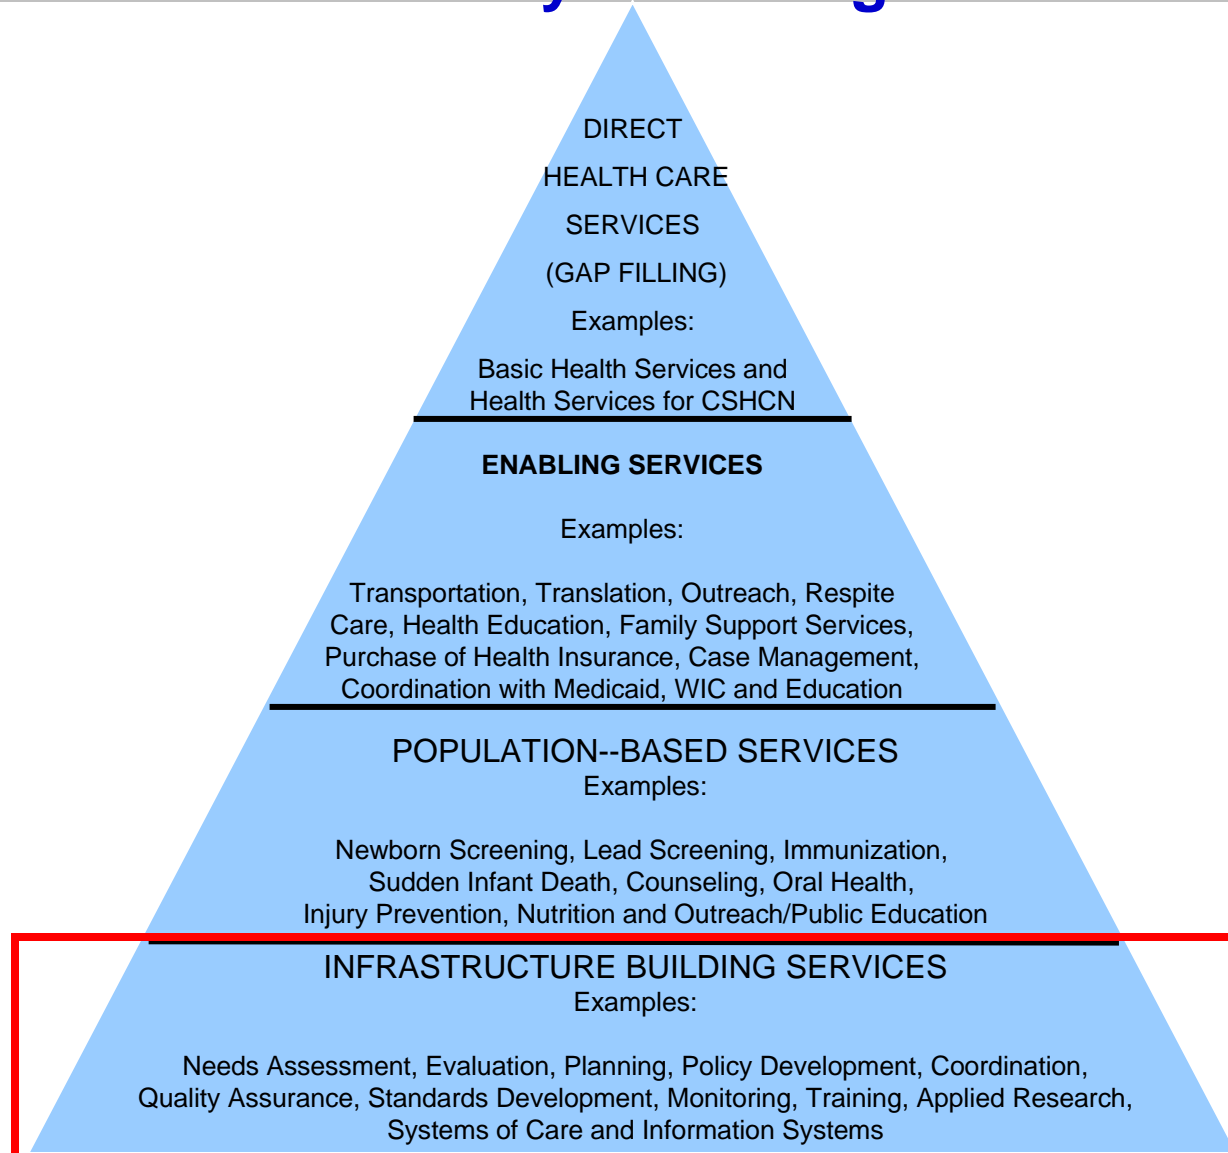 DIRECT
HEALTH CARE
SERVICES
(GAP FILLING)
Examples:
Basic Health Services and
Health Services for CSHCN
ENABLING SERVICES
Examples:
Transportation, Translation, Outreach, Respite
Care, Health Education, Family Support Services,
Purchase of Health Insurance, Case Management,
Coordination with Medicaid, WIC and Education
POPULATION--BASED SERVICES
Examples:
Newborn Screening, Lead Screening, Immunization,
Sudden Infant Death, Counseling, Oral Health,
Injury Prevention, Nutrition and Outreach/Public Education
INFRASTRUCTURE BUILDING SERVICES
Examples:
Needs Assessment, Evaluation, Planning, Policy Development, Coordination,
Quality Assurance, Standards Development, Monitoring, Training, Applied Research,
Systems of Care and Information Systems